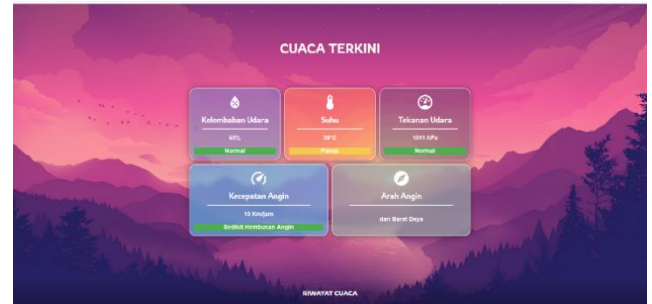 CUACA TERKINI
Kelembaban Udara
Suhu
Tekanan Udara
Normal
Panas
1011 hPa
Normal
Kecepatan Angin
Arah Angin
10 Km/jam
dari Barat Daya
Sedikit Hembusan Angin
RIWAYAT CUACA